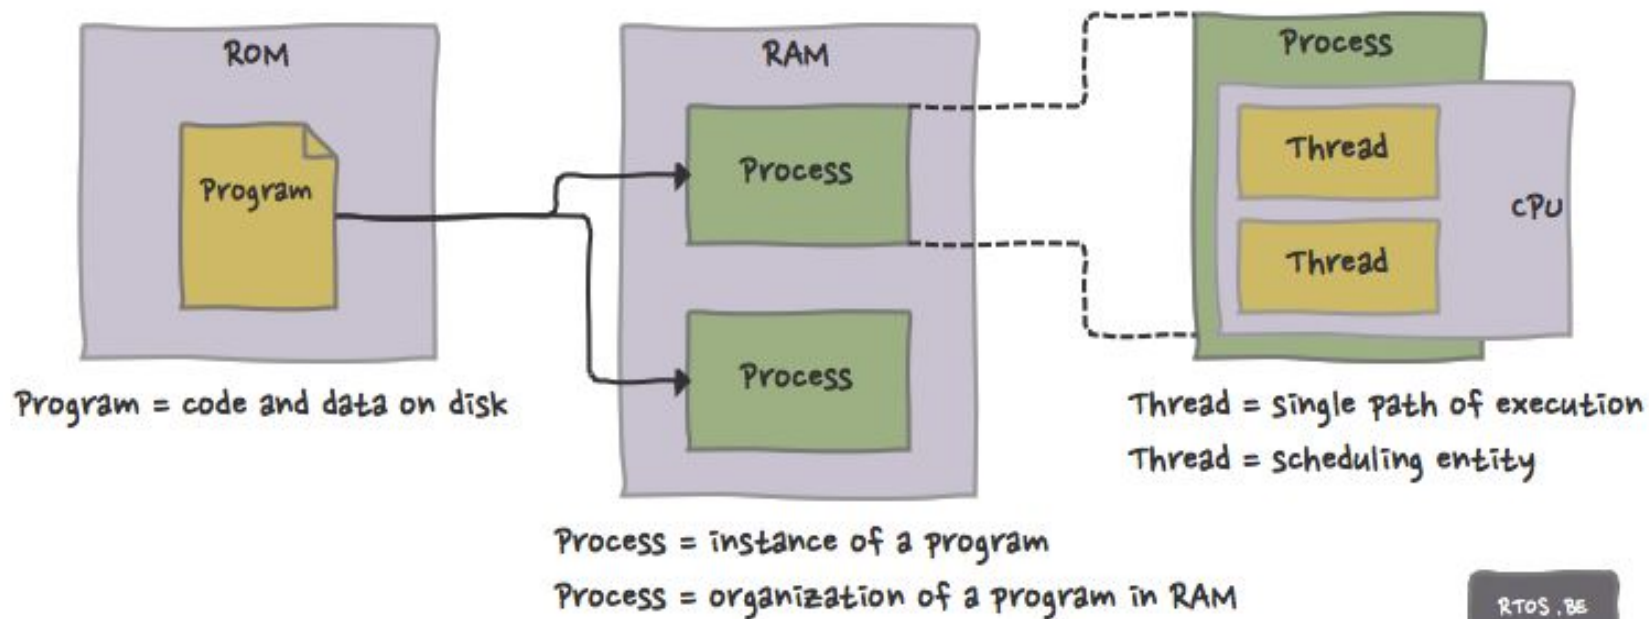 ROM
Program
Program = code and data on disk
RAM
Process
Process
Process = instance of a program
Process = organization of a program in RAM
Process
Thread
Thread
CPU
Thread = single path of execution
Thread = scheduling entity
RTOS.BE